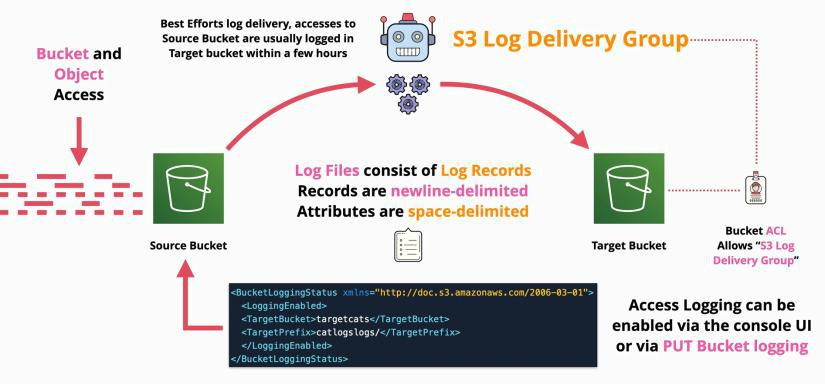 Best Efforts log delivery, accesses to
Source Bucket are usually logged in
Target bucket within a few hours
S3 Log Delivery Group
Bucket and
Object
Access
Log Files consist of Log Records
Records are newline-delimited
Attributes are space-delimited
Source Bucket
Target Bucket
Bucket ACL
Allows “S3 Log
Delivery Group”
<BucketLoggingStatus xmlns="http://doc.s3.amazonaws.com/2006-03-01">
<LoggingEnabled>
<TargetBucket>targetcats</TargetBucket>
<TargetPrefix>catlogslogs/</TargetPrefix>
</LoggingEnabled>
</BucketLoggingStatus>
Access Logging can be
enabled via the console UI
or via PUT Bucket logging